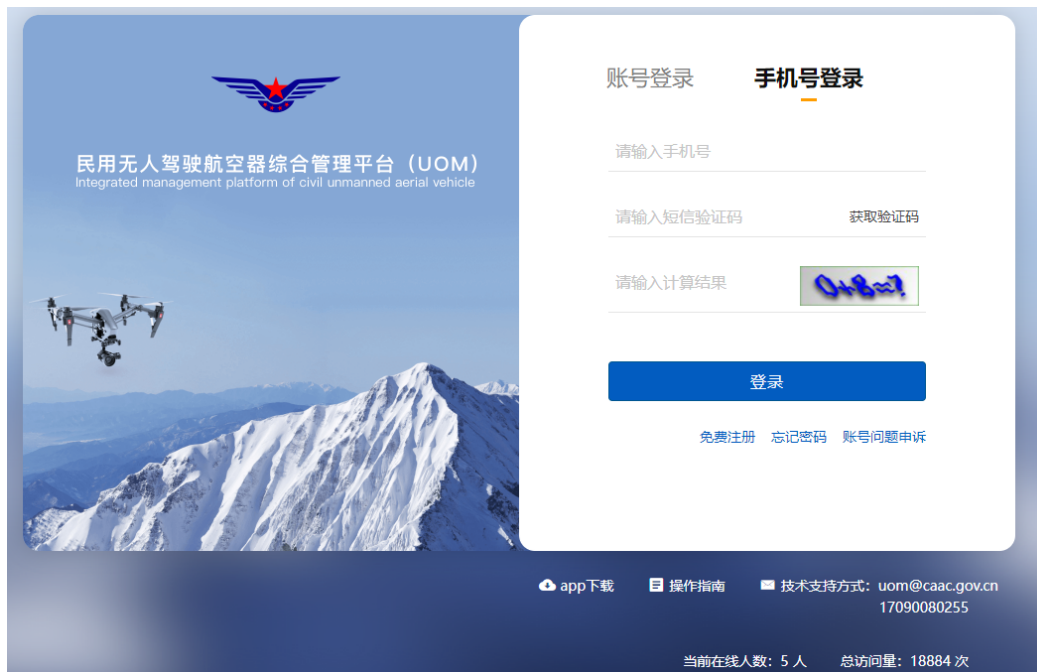 民用无人驾驶航空器综合管理平台（UOM）
Integrated management platform of civil unmanned aerial vehicle
账号登录 手机号登录
请输入手机号
请输入短信验证码 获取验证码
请输入计算结果 0+8=?
登录
免费注册 忘记密码 账号问题申诉
app下载 操作指南 技术支持方式：uom@caac.gov.cn
17090080255
当前在线人数：5 人 总访问量：18884 次